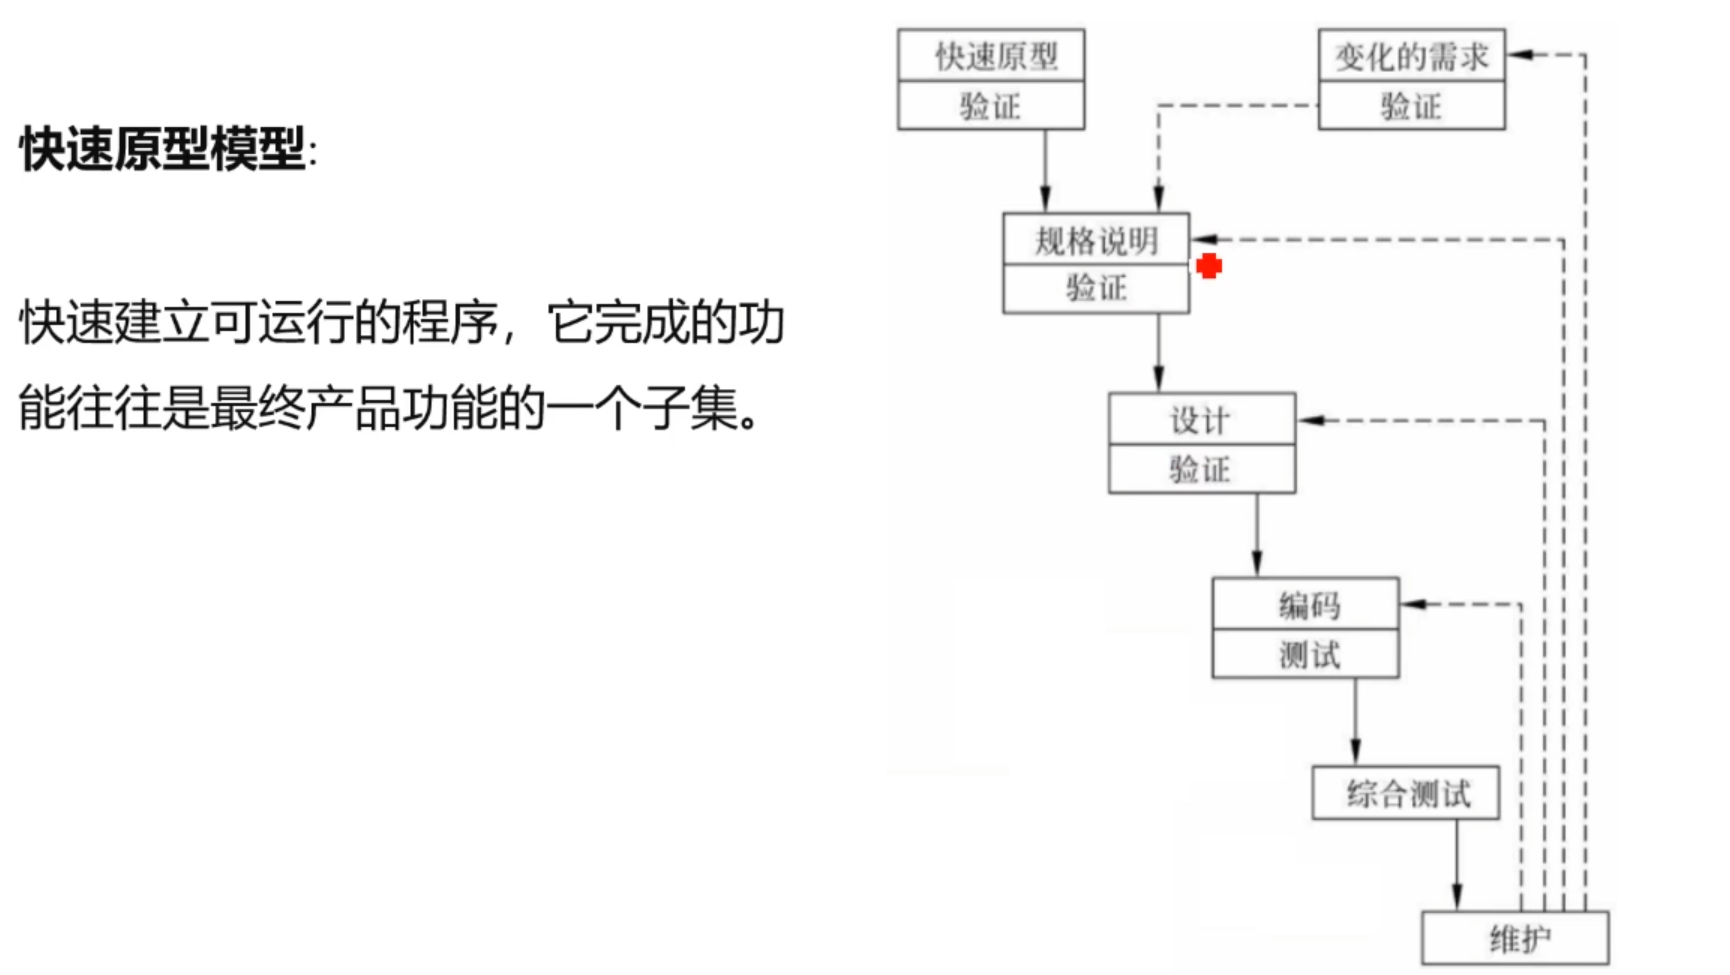 快速原型模型:
快速建立可运行的程序，它完成的功
能往往是最终产品功能的一个子集。
快速原型
验证
变化的需求
验证
规格说明
验证
设计
验证
编码
测试
综合测试
维护